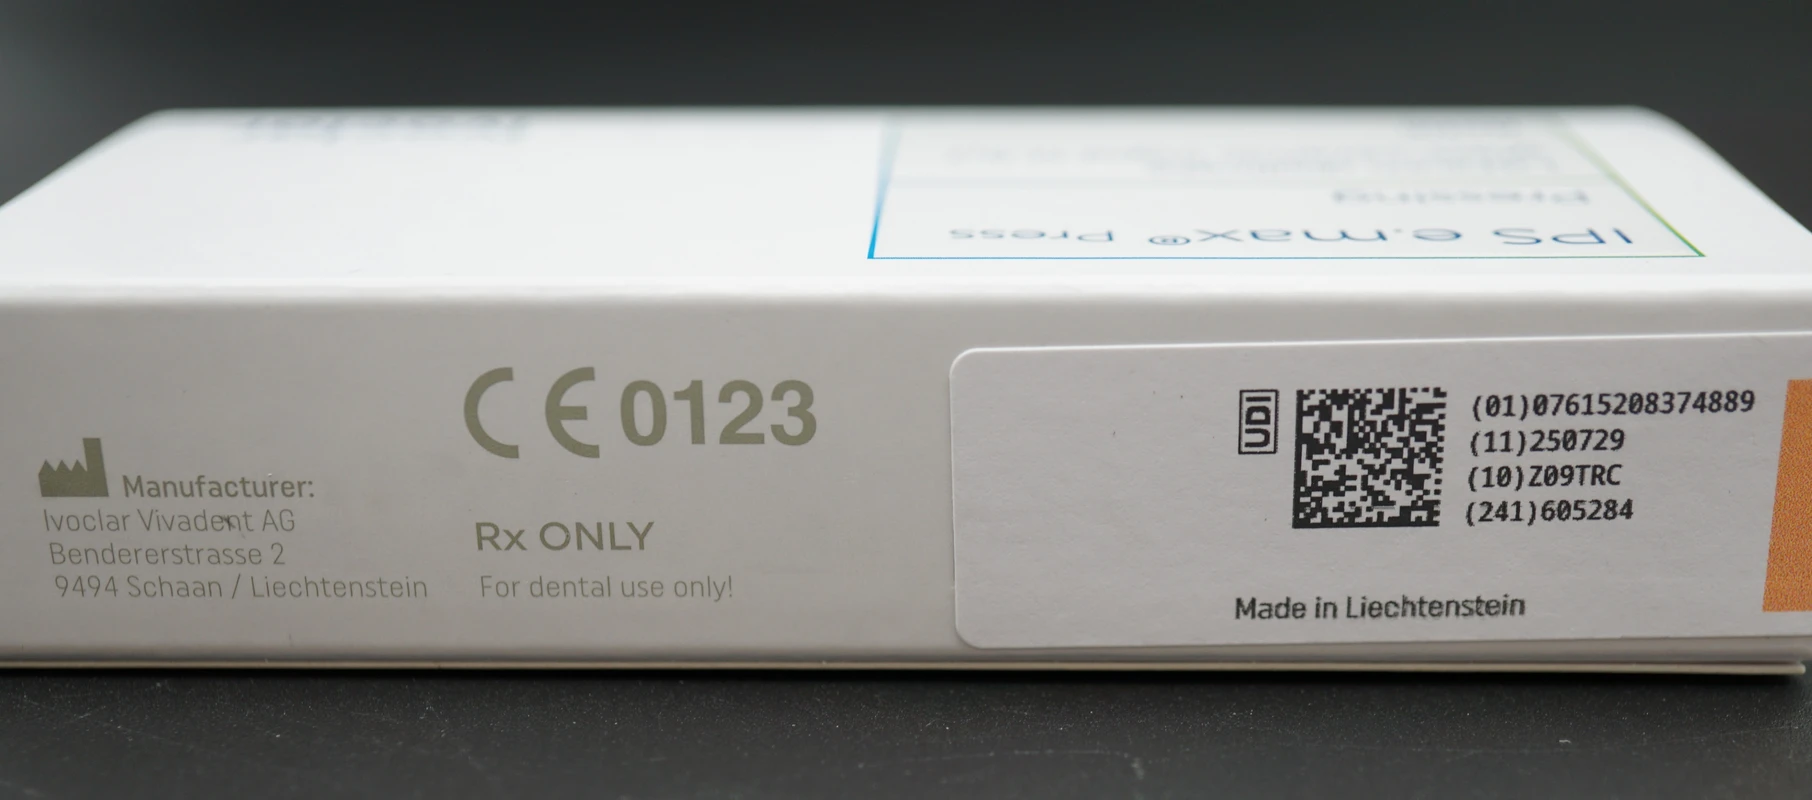 IPS e.max® Press
Pressing
CE 0123
Manufacturer:
Ivoclar Vivadent AG
Bendererstrasse 2
9494 Schaan / Liechtenstein
Rx ONLY
For dental use only!
UDI
(01)07615208374889
(11)250729
(10)Z09TRC
(241)605284
Made in Liechtenstein